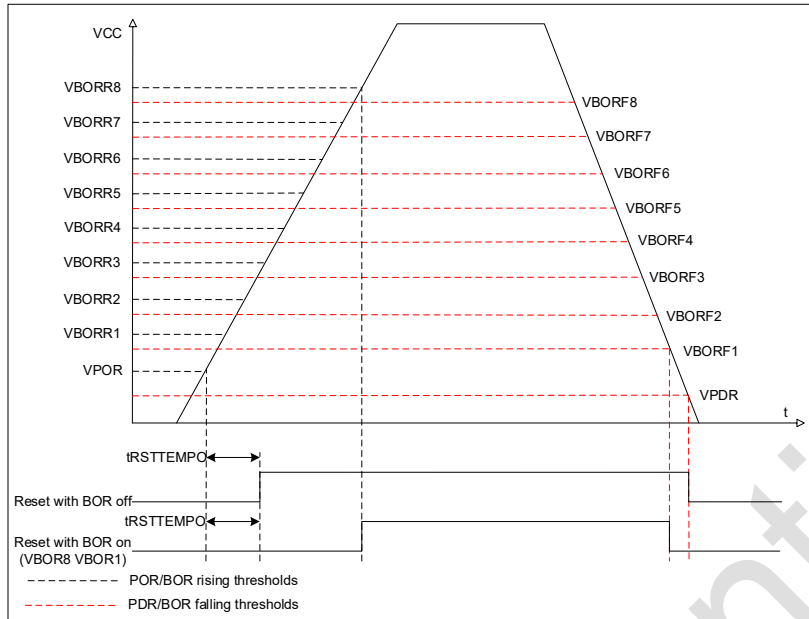 VCC
VBORR8
VBORF8
VBORR7
VBORF7
VBORR6
VBORF6
VBORR5
VBORF5
VBORR4
VBORF4
VBORR3
VBORF3
VBORR2
VBORF2
VBORR1
VBORF1
VPOR
VPDR
t
tRSTTEMPO
Reset with BOR off
tRSTTEMPO
Reset with BOR on
(VBOR8 VBOR1)
POR/BOR rising thresholds
PDR/BOR falling thresholds